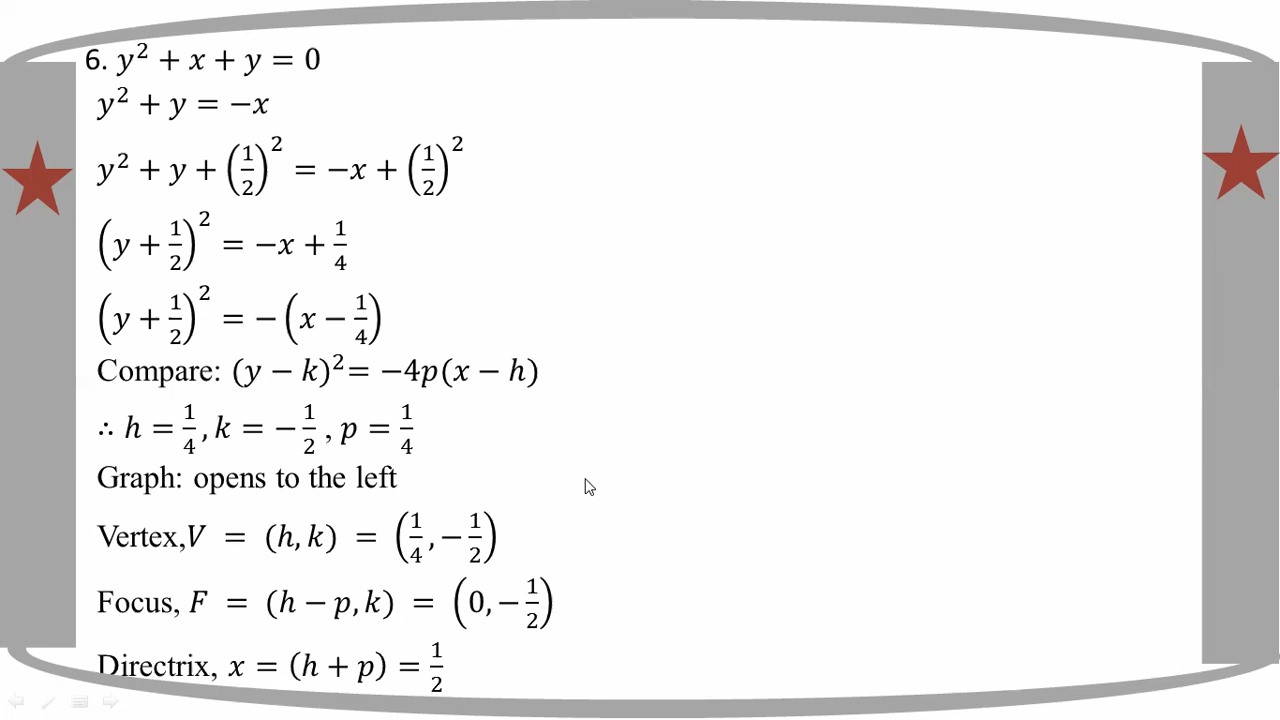 6. y² + x + y = 0
y² + y = −x
y² + y + (1/2)² = −x + (1/2)²
(y + 1/2)² = −x + 1/4
(y + 1/2)² = −(x − 1/4)
Compare: (y − k)²= −4p(x − h)
∴ h = 1/4, k = −1/2 , p = 1/4
Graph: opens to the left
Vertex,V = (h, k) = (1/4, −1/2)
Focus, F = (h − p, k) = (0, −1/2)
Directrix, x = (h + p) = 1/2